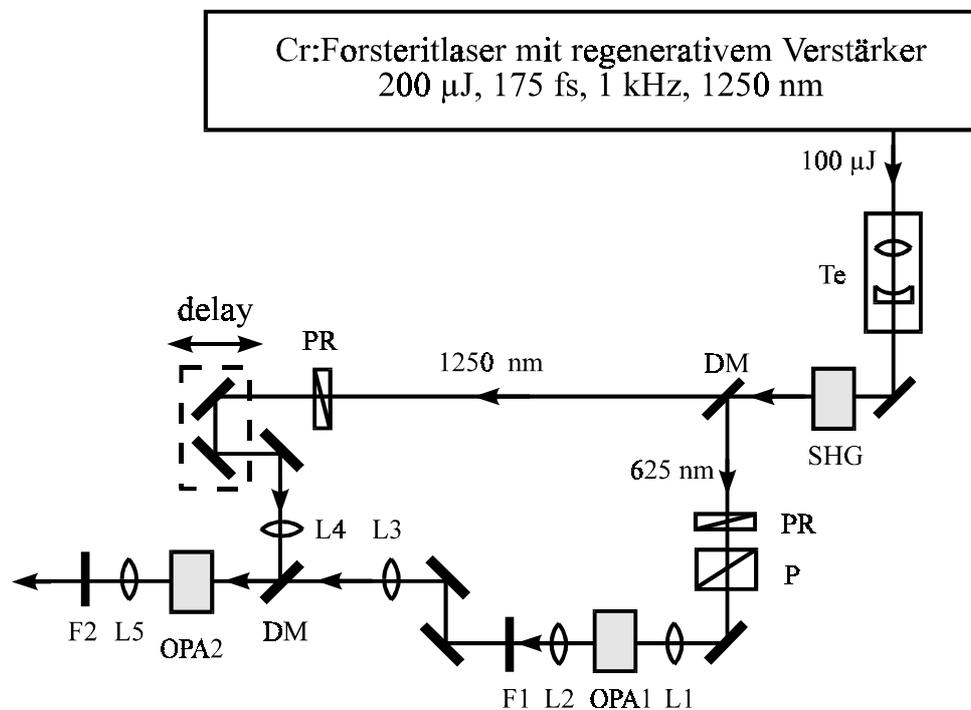 Cr:Forsteritlaser mit regenerativem Verstärker
200 µJ, 175 fs, 1 kHz, 1250 nm
100 µJ
Te
delay
PR
1250 nm
DM
SHG
625 nm
PR
P
L4
L3
F2
L5
OPA2
DM
F1
L2
OPA1
L1